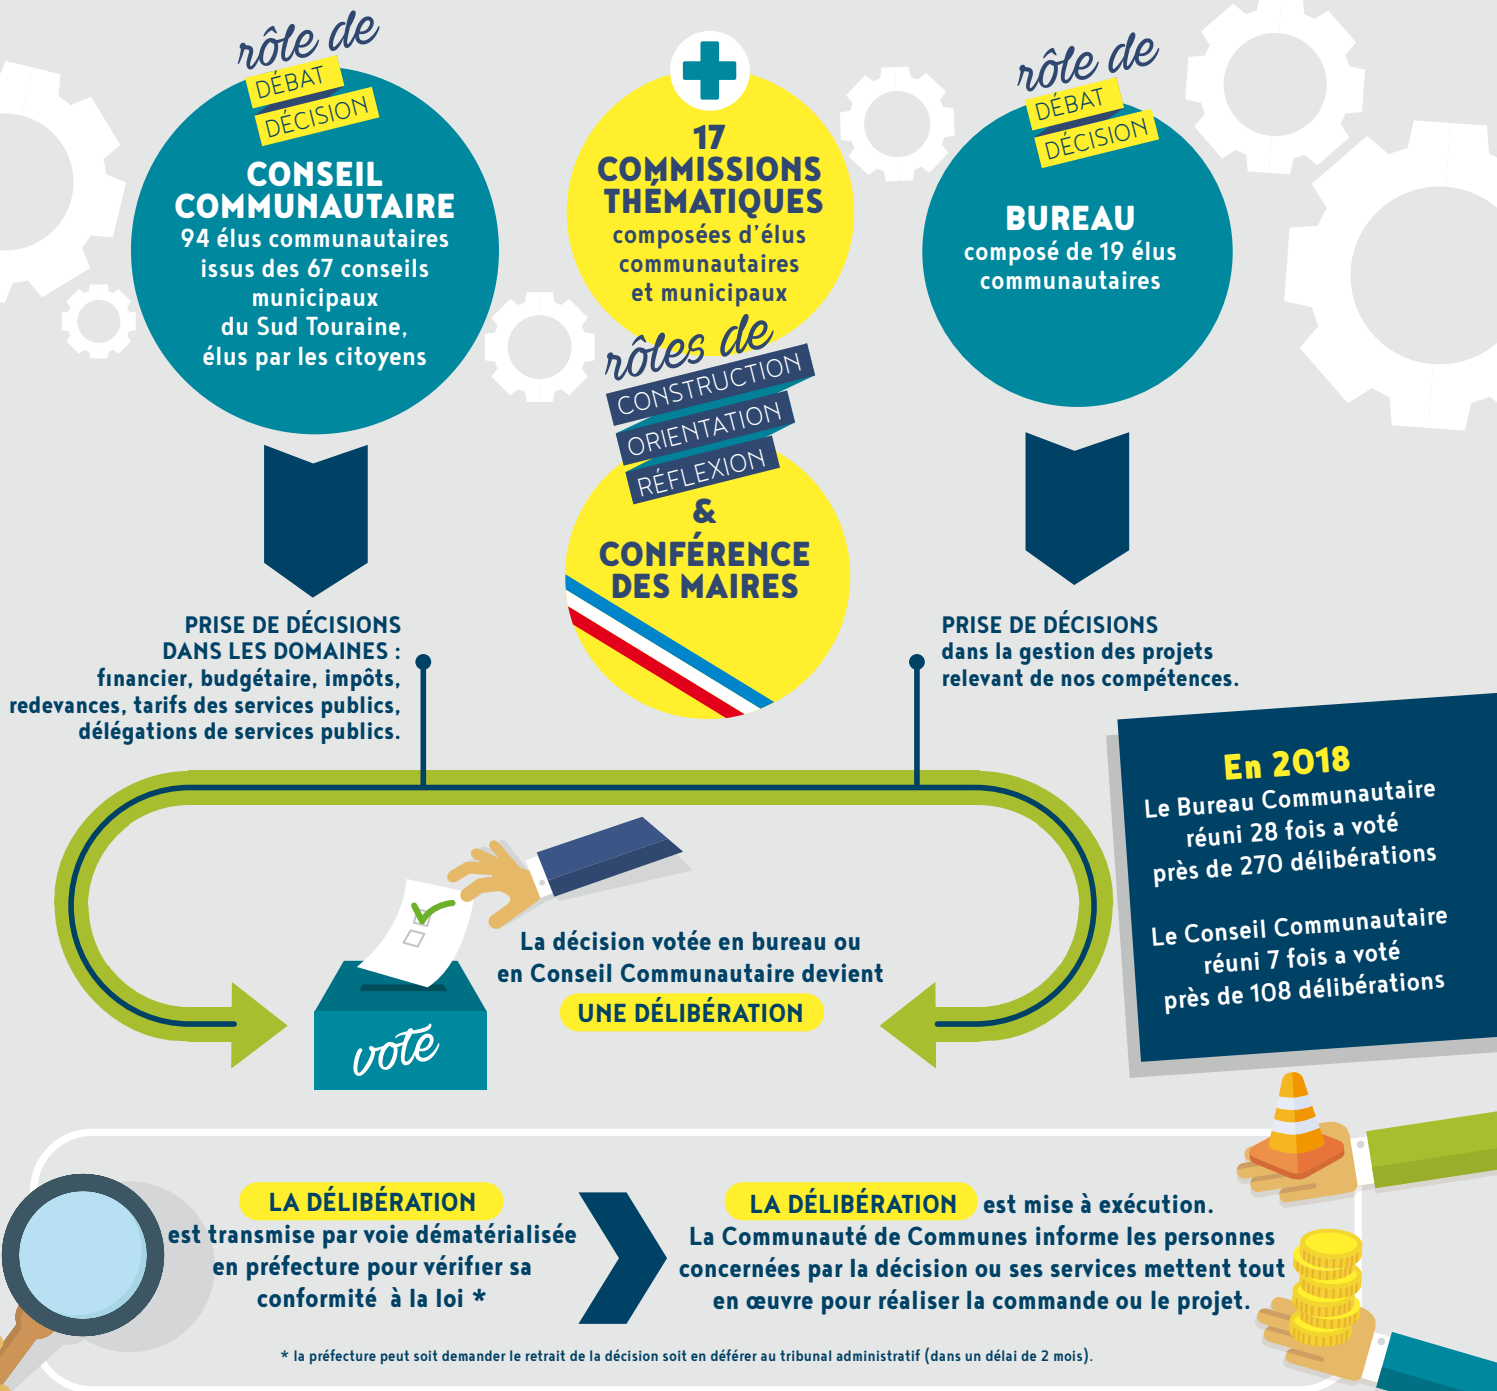 rôle de
DÉBAT
DÉCISION
CONSEIL
COMMUNAUTAIRE
94 élus communautaires
issus des 67 conseils
municipaux
du Sud Touraine,
élus par les citoyens
17
COMMISSIONS
THÉMATIQUES
composées d'élus
communautaires
et municipaux
rôles de
CONSTRUCTION
ORIENTATION
RÉFLEXION
&
CONFÉRENCE
DES MAIRES
rôle de
DÉBAT
DÉCISION
BUREAU
composé de 19 élus
communautaires
PRISE DE DÉCISIONS
DANS LES DOMAINES :
financier, budgétaire, impôts,
redevances, tarifs des services publics,
délégations de services publics.
PRISE DE DÉCISIONS
dans la gestion des projets
relevant de nos compétences.
En 2018
Le Bureau Communautaire
réuni 28 fois a voté
près de 270 délibérations
Le Conseil Communautaire
réuni 7 fois a voté
près de 108 délibérations
vote
La décision votée en bureau ou
en Conseil Communautaire devient
UNE DÉLIBÉRATION
LA DÉLIBÉRATION
est transmise par voie dématérialisée
en préfecture pour vérifier sa
conformité à la loi *
LA DÉLIBÉRATION est mise à exécution.
La Communauté de Communes informe les personnes
concernées par la décision ou ses services mettent tout
en œuvre pour réaliser la commande ou le projet.
* la préfecture peut soit demander le retrait de la décision soit en déférer au tribunal administratif (dans un délai de 2 mois).